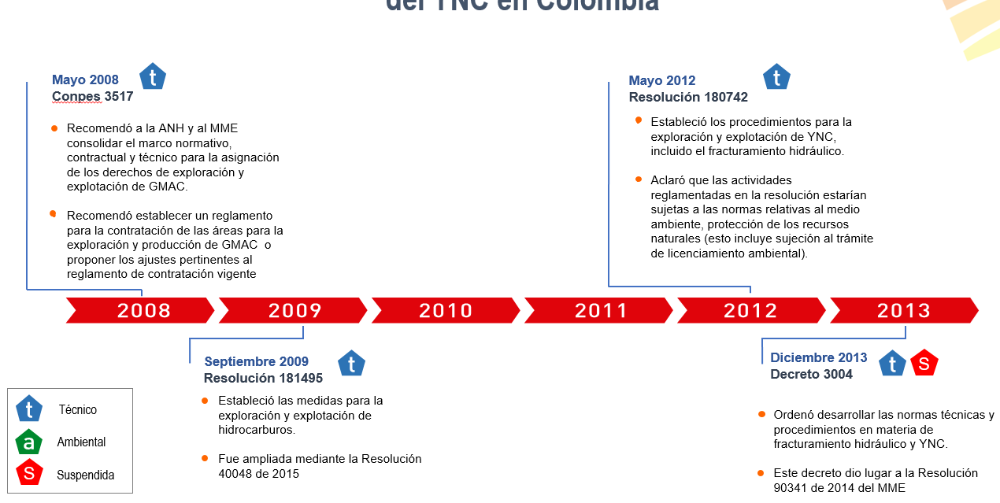 del YNC en Colombia
Mayo 2008
t
Conpes 3517
Recomendó a la ANH y al MME
consolidar el marco normativo,
contractual y técnico para la asignación
de los derechos de exploración y
explotación de GMAC.
Recomendó establecer un reglamento
para la contratación de las áreas para la
exploración y producción de GMAC o
proponer los ajustes pertinentes al
reglamento de contratación vigente
Mayo 2012
t
Resolución 180742
Estableció los procedimientos para la
exploración y explotación de YNC,
incluido el fracturamiento hidráulico.
Aclaró que las actividades
reglamentadas en la resolución estarían
sujetas a las normas relativas al medio
ambiente, protección de los recursos
naturales (esto incluye sujeción al trámite
de licenciamiento ambiental).
2008
2009
2010
2011
2012
2013
Septiembre 2009
t
Resolución 181495
Estableció las medidas para la
exploración y explotación de
hidrocarburos.
Fue ampliada mediante la Resolución
40048 de 2015
Diciembre 2013
t
S
Decreto 3004
Ordenó desarrollar las normas técnicas y
procedimientos en materia de
fracturamiento hidráulico y YNC.
Este decreto dio lugar a la Resolución
90341 de 2014 del MME
t Técnico
a Ambiental
S Suspendida